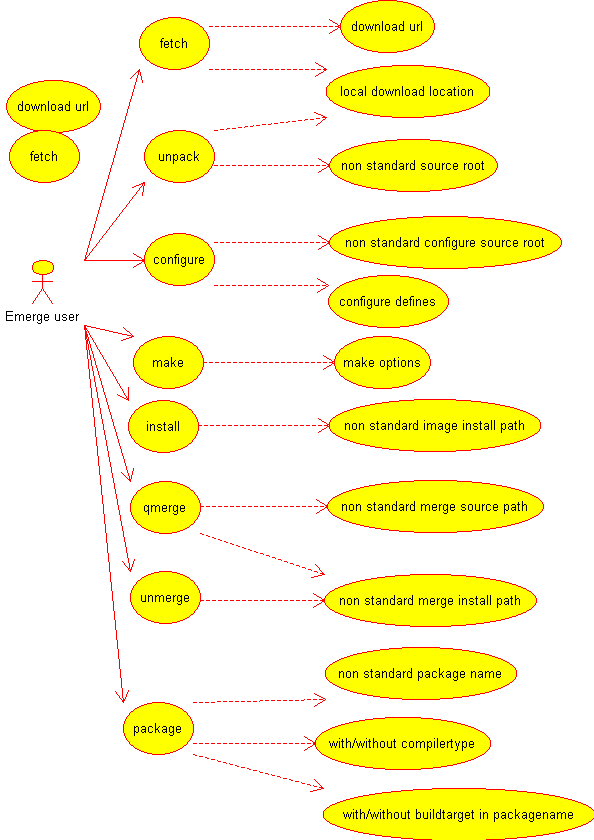 download url
fetch
local download location
download url
unpack
fetch
non standard source root
non standard configure source root
configure
configure defines
Emerge user
make
make options
install
non standard image install path
qmerge
non standard merge source path
unmerge
non standard merge install path
non standard package name
package
with/without compilertype
with/without buildtarget in packagename